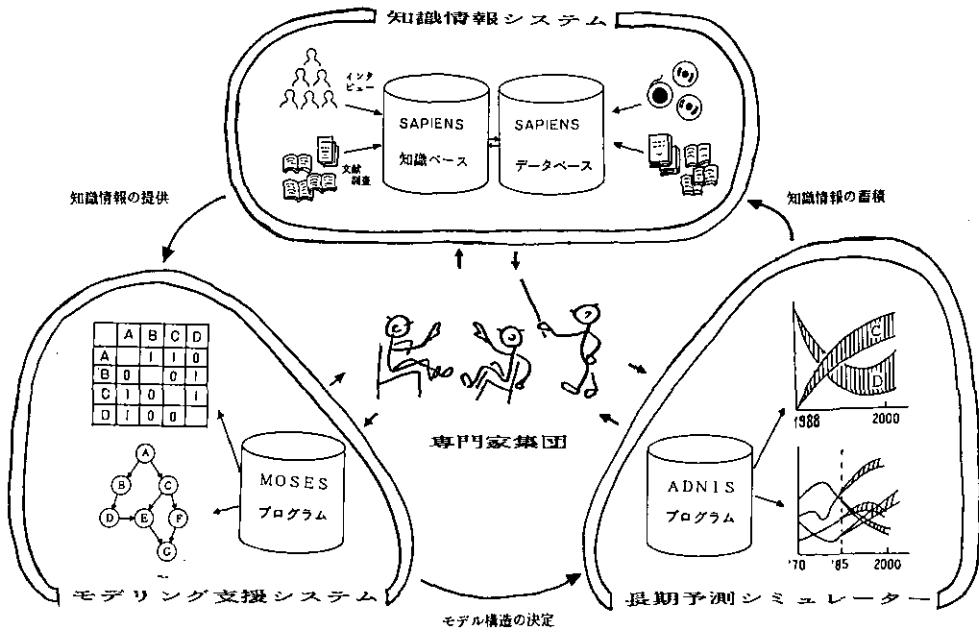 知識情報システム
インタ
ビュー
SAPIENS
知識ベース
SAPIENS
データベース
文献
調査
知識情報の提供
知識情報の蓄積
A B C D
A 1 1 0
B 0 0 1
C 1 0 1
D 1 0 0
A
B C
D E F
G
MOSES
プログラム
専門家集団
ADNIS
プログラム
C
D
1988 2000
'70 '85 2000
モデリング支援システム
長期予測シミュレーター
モデル構造の決定